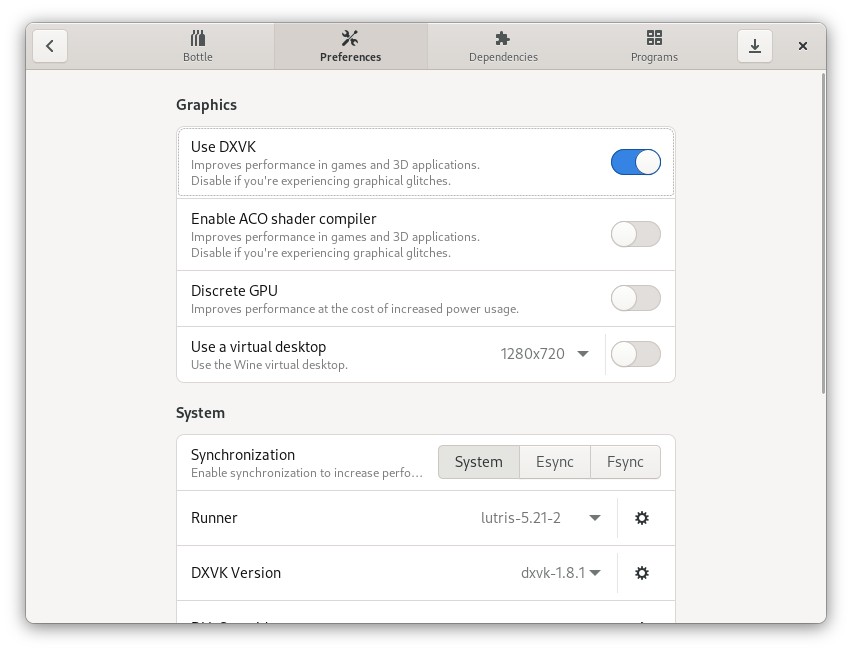 Bottle
Preferences
Dependencies
Programs
Graphics
Use DXVK
Improves performance in games and 3D applications.
Disable if you're experiencing graphical glitches.
Enable ACO shader compiler
Improves performance in games and 3D applications.
Disable if you're experiencing graphical glitches.
Discrete GPU
Improves performance at the cost of increased power usage.
Use a virtual desktop
Use the Wine virtual desktop.
1280x720
System
Synchronization
Enable synchronization to increase perfo…
System
Esync
Fsync
Runner
lutris-5.21-2
DXVK Version
dxvk-1.8.1